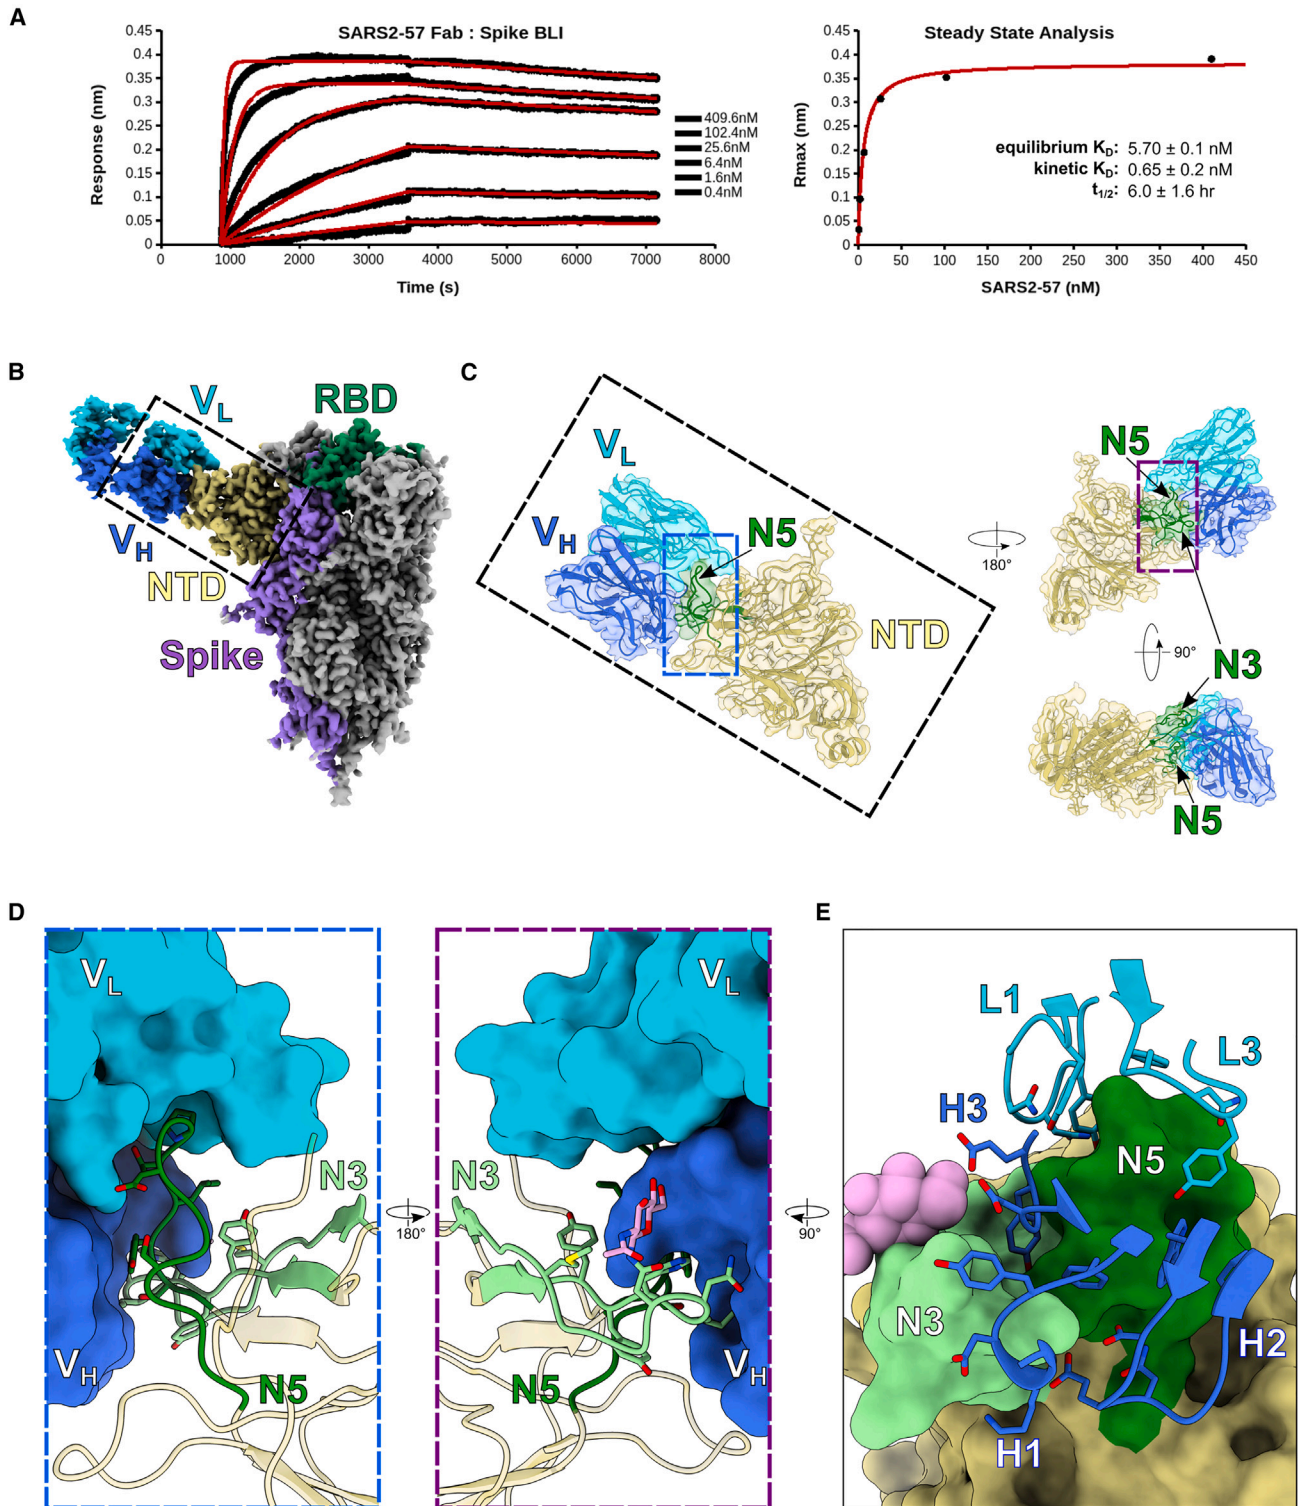 A
SARS2-57 Fab : Spike BLI
Response (nm)
0.45
0.4
0.35
0.3
0.25
0.2
0.15
0.1
0.05
0
0 1000 2000 3000 4000 5000 6000 7000 8000
Time (s)
409.6nM
102.4nM
25.6nM
6.4nM
1.6nM
0.4nM
Steady State Analysis
Rmax (nm)
0.45
0.4
0.35
0.3
0.25
0.2
0.15
0.1
0.05
0
0 50 100 150 200 250 300 350 400 450
SARS2-57 (nM)
equilibrium KD: 5.70 ± 0.1 nM
kinetic KD: 0.65 ± 0.2 nM
t1/2: 6.0 ± 1.6 hr
B
VL
RBD
VH
NTD
Spike
C
VL
VH
N5
NTD
180°
N5
90°
N3
N5
D
VL
N3
VH
N5
180°
VL
N3
N5
VH
90°
E
L1
L3
H3
N5
N3
H2
H1